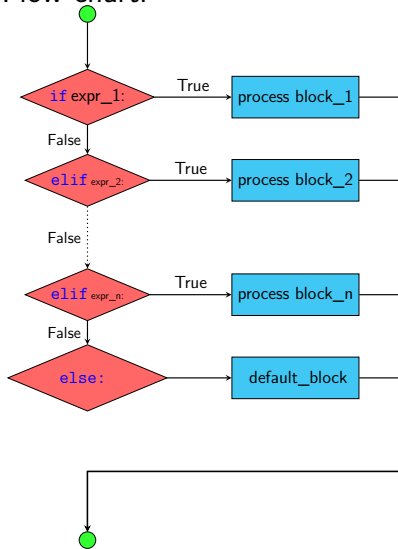 Flow chart:
if expr_1:
True
process block_1
False
elif expr_2:
True
process block_2
False
elif expr_n:
True
process block_n
False
else:
default_block